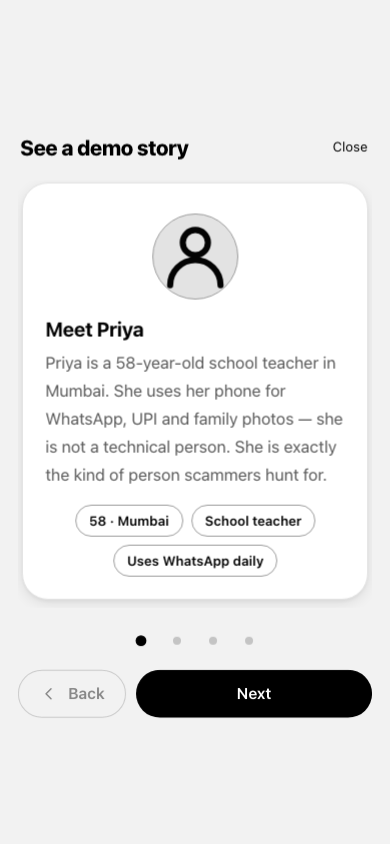 See a demo story
Close
Meet Priya
Priya is a 58-year-old school teacher in
Mumbai. She uses her phone for
WhatsApp, UPI and family photos — she
is not a technical person. She is exactly
the kind of person scammers hunt for.
58 · Mumbai
School teacher
Uses WhatsApp daily
Back
Next